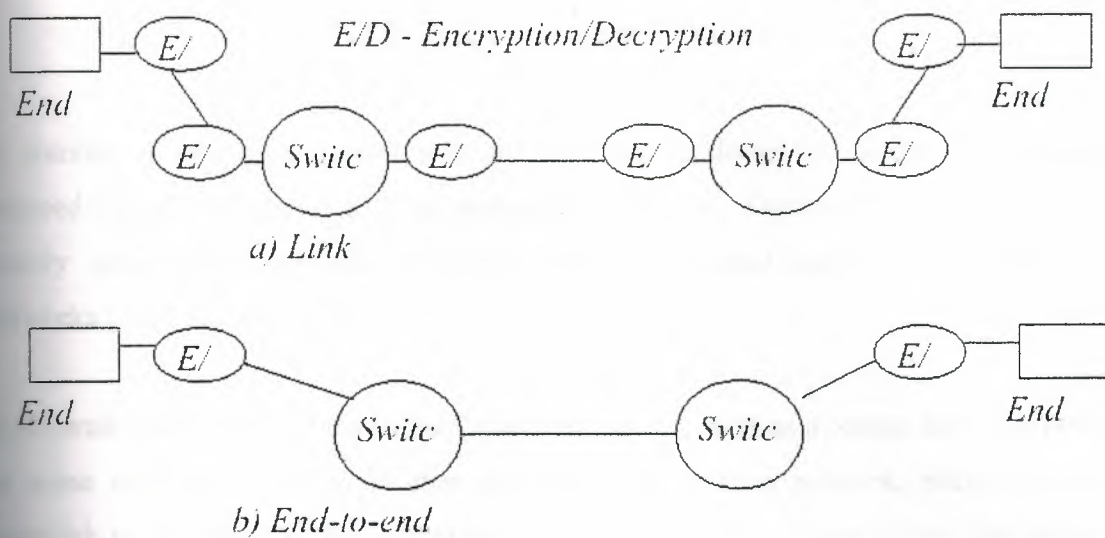 E/ E/D - Encryption/Decryption E/
End End
E/ Switc E/ E/ Switc E/
a) Link
E/ E/
End End
Switc Switc
b) End-to-end